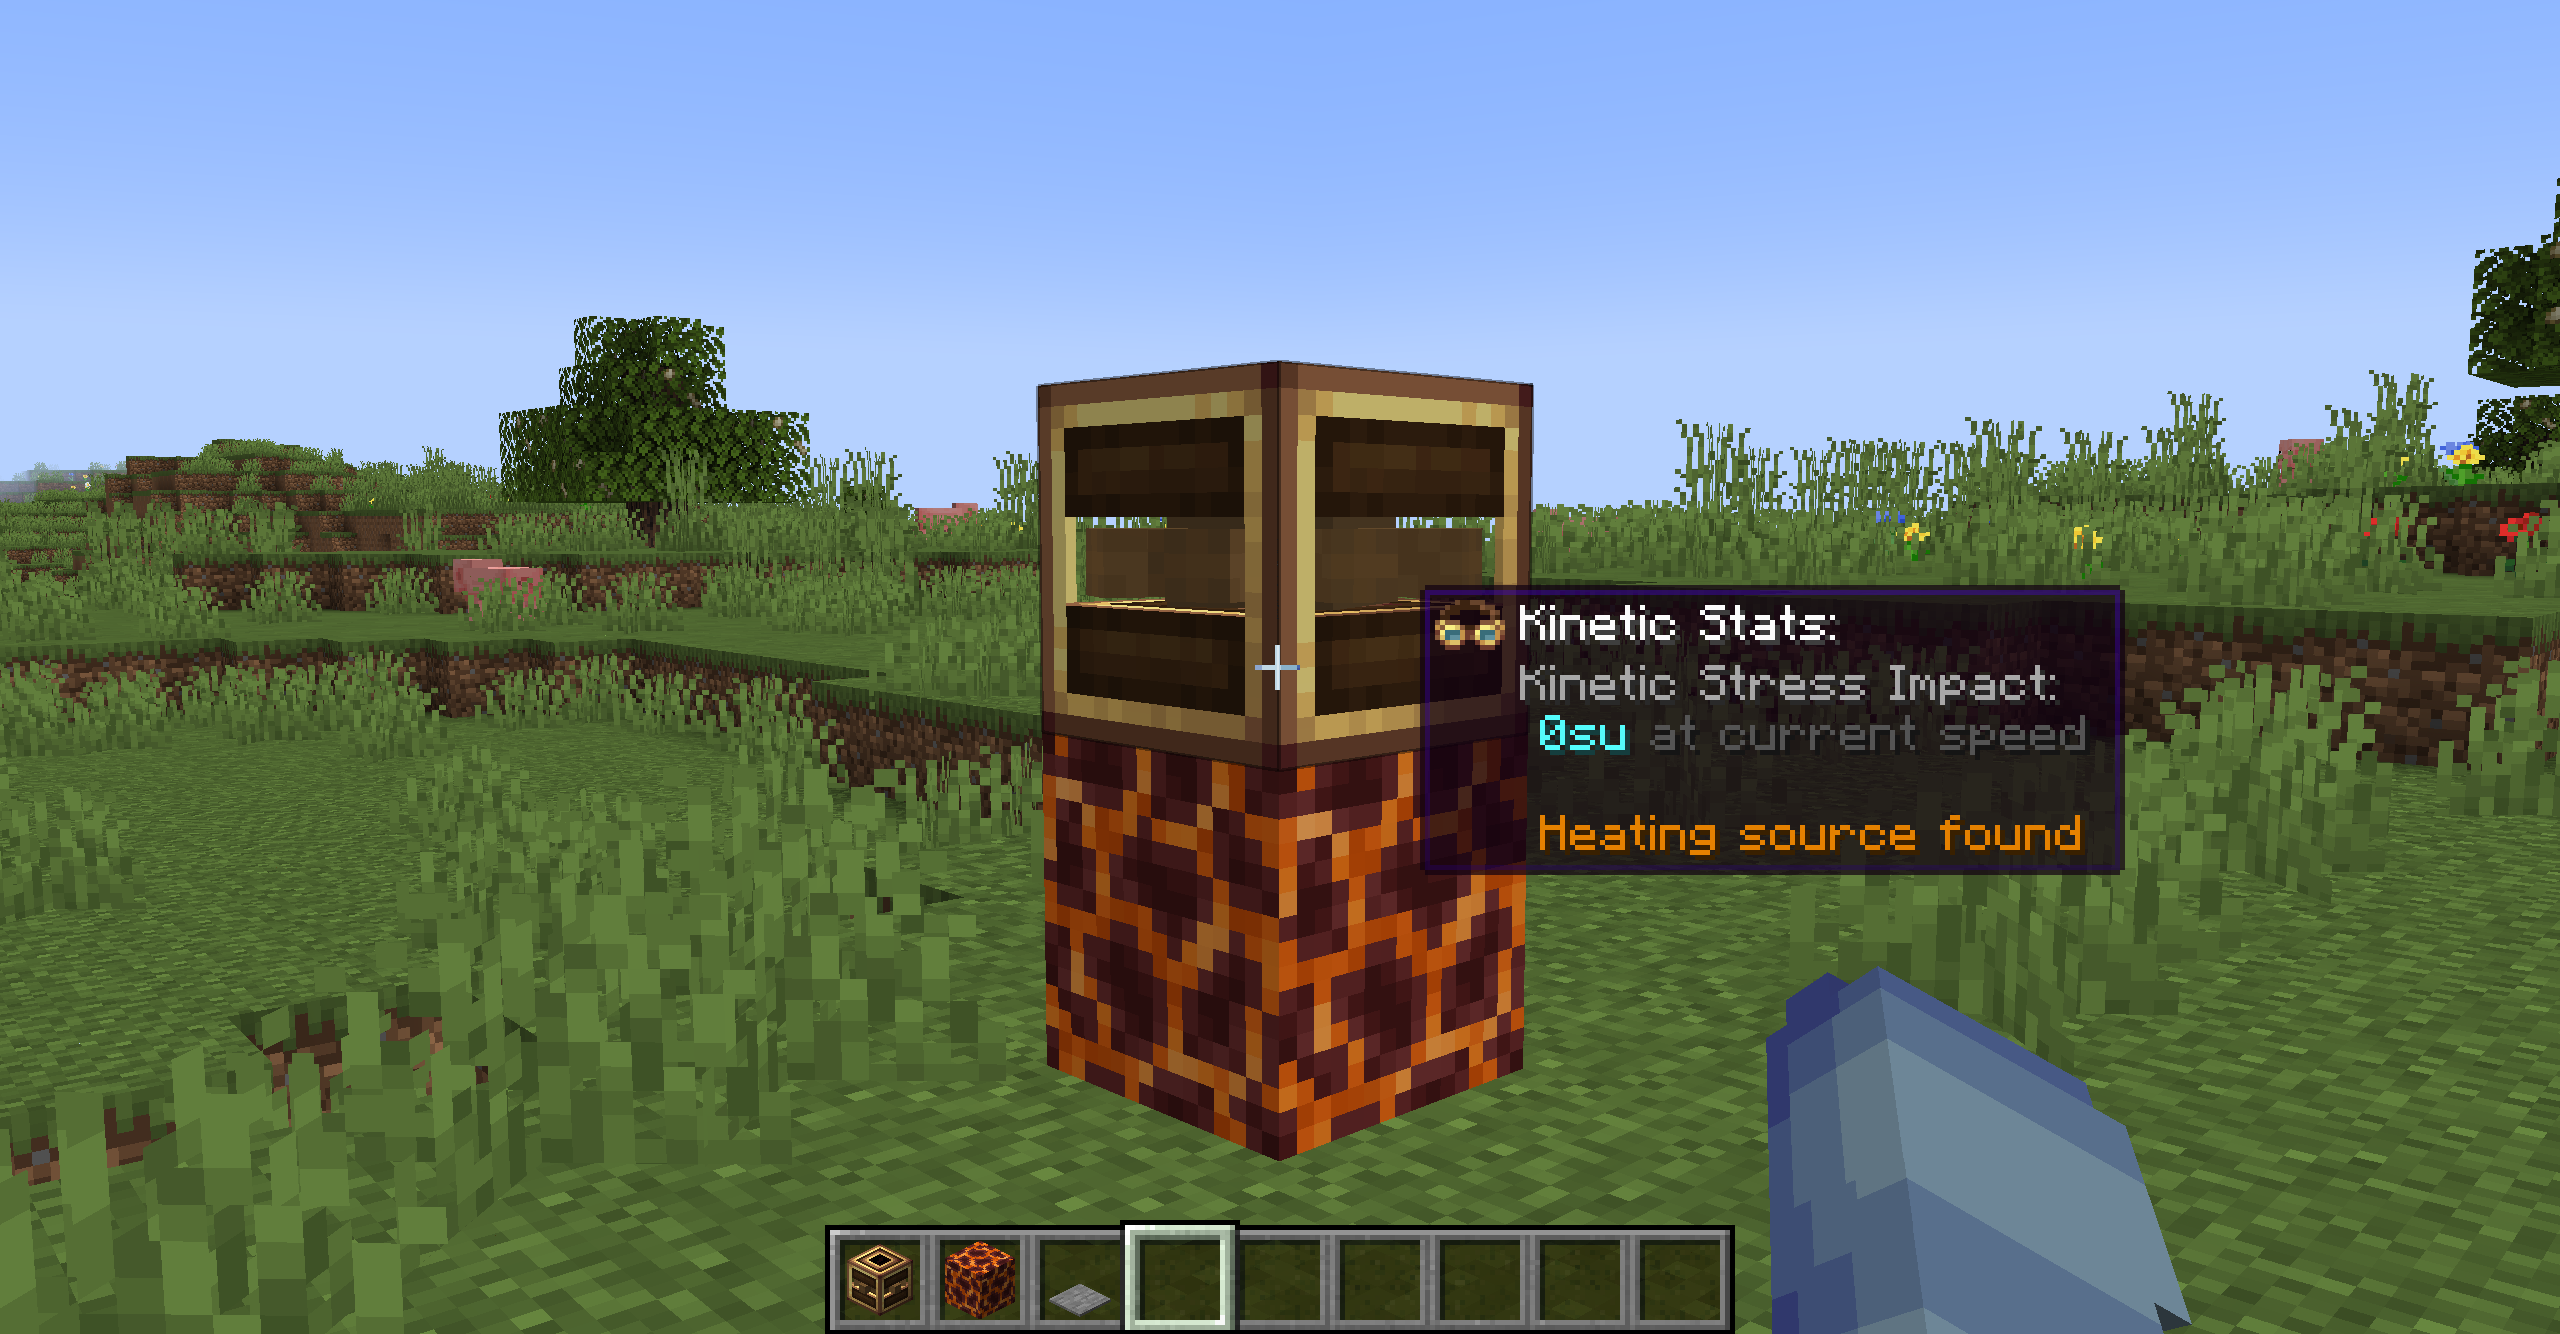 Kinetic Stats:
Kinetic Stress Impact:
0su at current speed
Heating source found